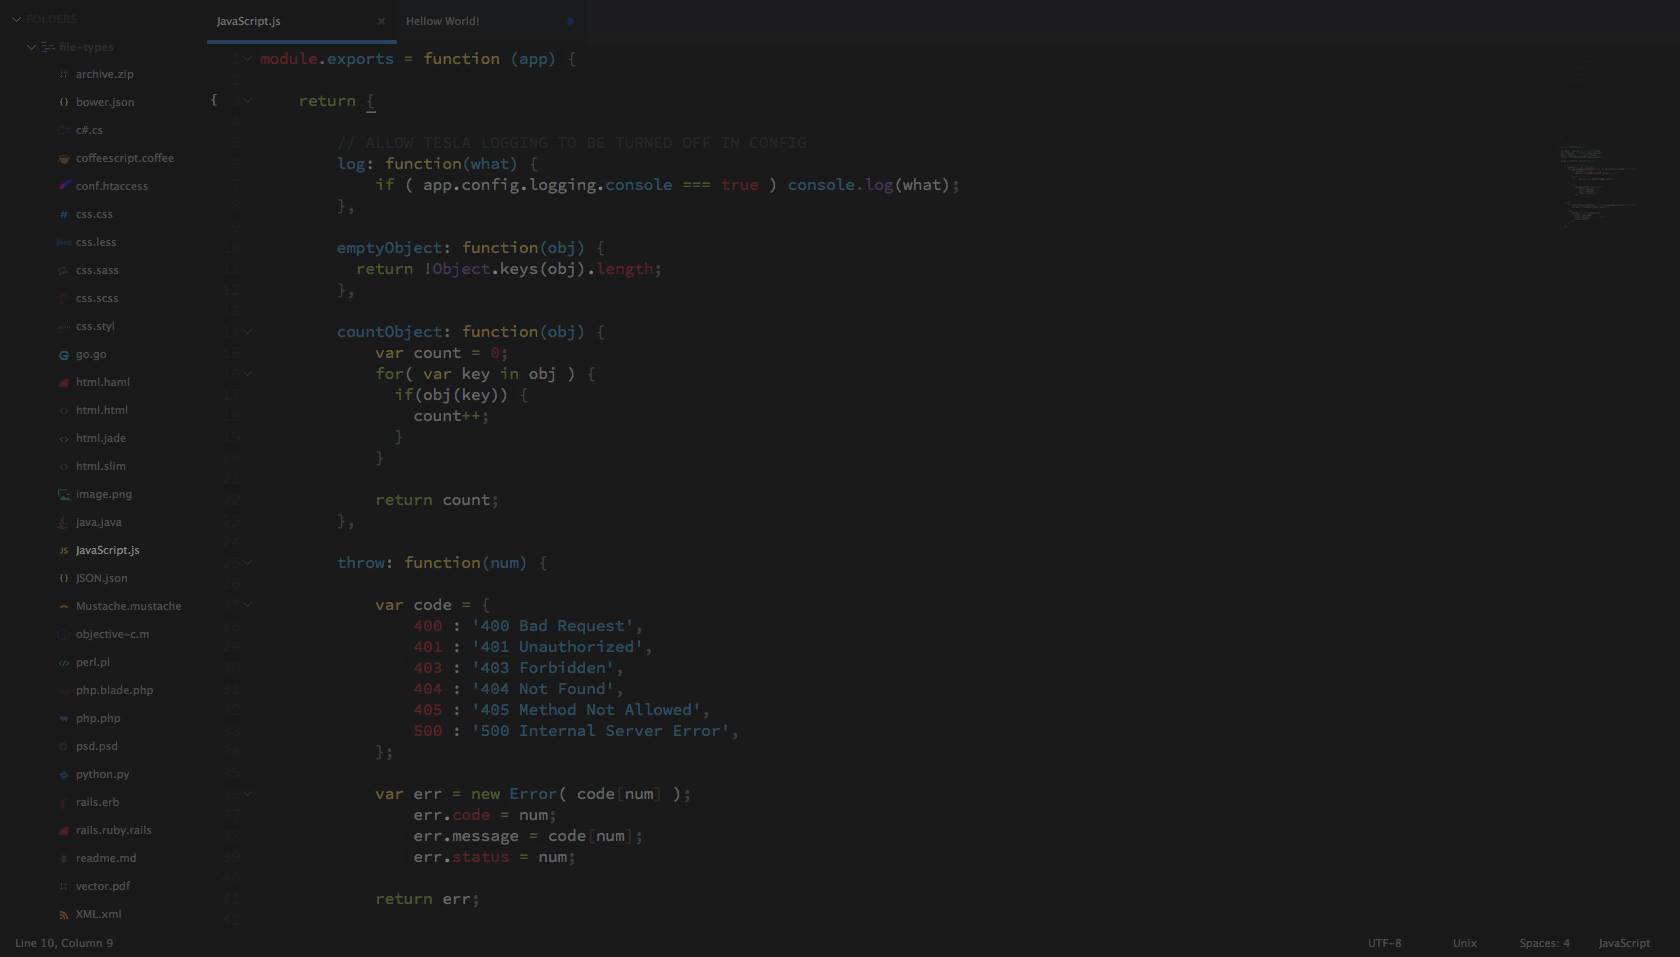 FOLDERS
file-types
archive.zip
bower.json
c#.cs
coffeescript.coffee
conf.htaccess
css.css
css.less
css.sass
css.scss
css.styl
go.go
html.haml
html.html
html.jade
html.slim
image.png
java.java
JavaScript.js
JSON.json
Mustache.mustache
objective-c.m
perl.pl
php.blade.php
php.php
psd.psd
python.py
rails.erb
rails.ruby.rails
readme.md
vector.pdf
XML.xml
JavaScript.js ×
Hellow World!
module.exports = function (app) {
return {
// ALLOW TESLA LOGGING TO BE TURNED OFF IN CONFIG
log: function(what) {
if ( app.config.logging.console === true ) console.log(what);
},
emptyObject: function(obj) {
return !Object.keys(obj).length;
},
countObject: function(obj) {
var count = 0;
for( var key in obj ) {
if(obj(key)) {
count++;
}
}
return count;
},
throw: function(num) {
var code = {
400 : '400 Bad Request',
401 : '401 Unauthorized',
403 : '403 Forbidden',
404 : '404 Not Found',
405 : '405 Method Not Allowed',
500 : '500 Internal Server Error',
};
var err = new Error( code[num] );
err.code = num;
err.message = code[num];
err.status = num;
return err;
Line 10, Column 9
UTF-8
Unix
Spaces: 4
JavaScript